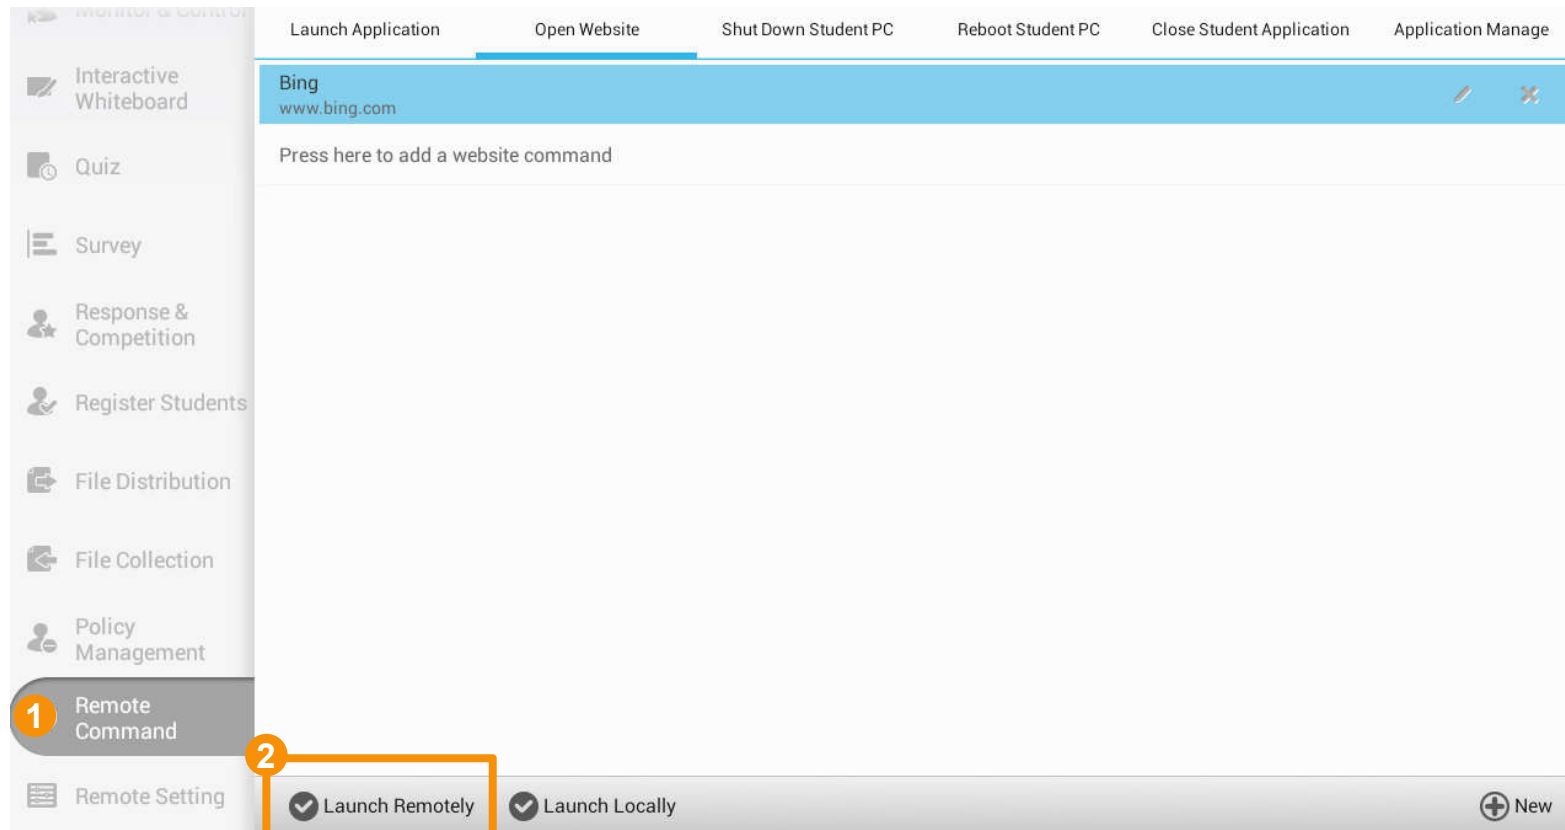 Monitor & Control
Launch Application
Open Website
Shut Down Student PC
Reboot Student PC
Close Student Application
Application Manage
Interactive
Whiteboard
Quiz
Survey
Response &
Competition
Register Students
File Distribution
File Collection
Policy
Management
1
Remote
Command
Remote Setting
Bing
www.bing.com
Press here to add a website command
2
Launch Remotely
Launch Locally
New